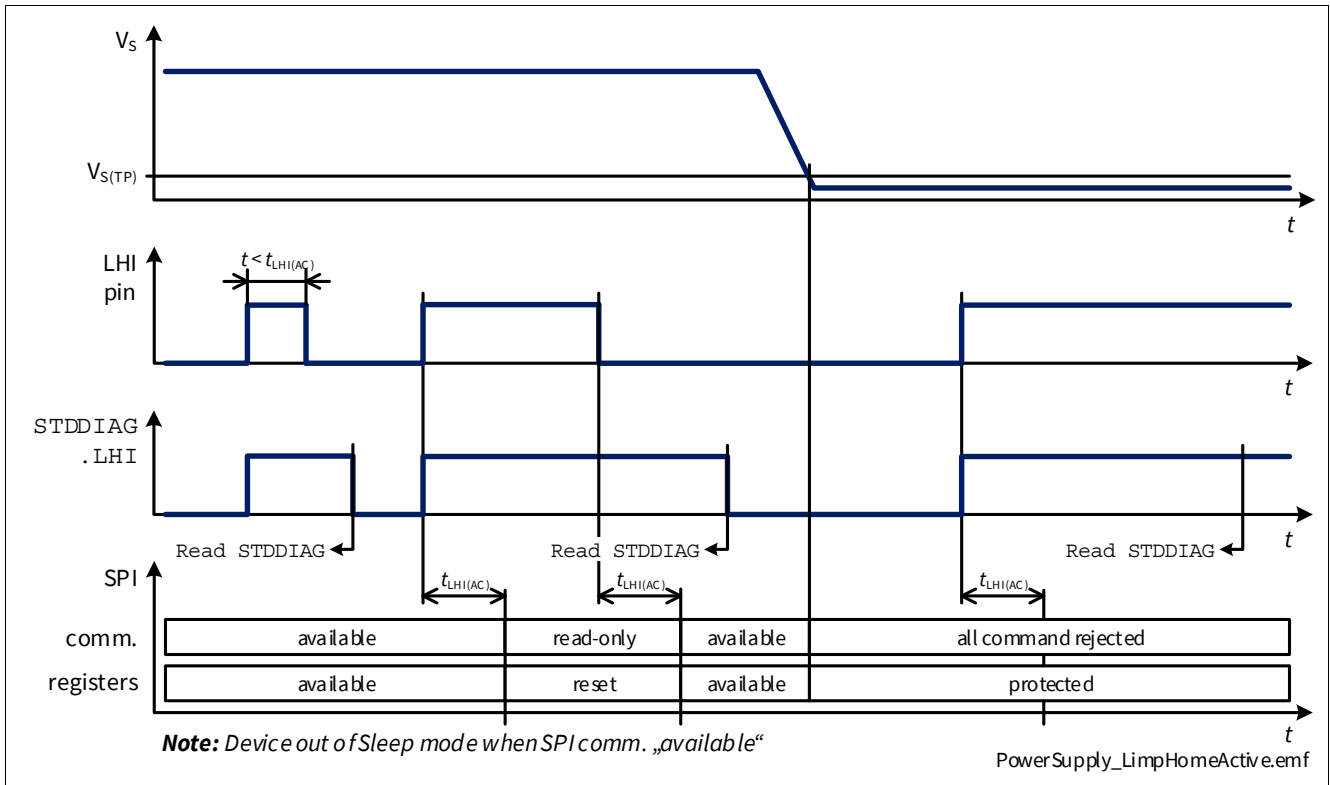 VS
VS(TP)
t
LHI
pin
t < tLHI(AC)
t
STDDIAG
.LHI
Read STDDIAG
Read STDDIAG
Read STDDIAG
t
SPI
tLHI(AC)
tLHI(AC)
tLHI(AC)
comm.
available
read-only
available
all command rejected
registers
available
reset
available
protected
t
Note: Device out of Sleep mode when SPI comm. „available“
PowerSupply_LimpHomeActive.emf